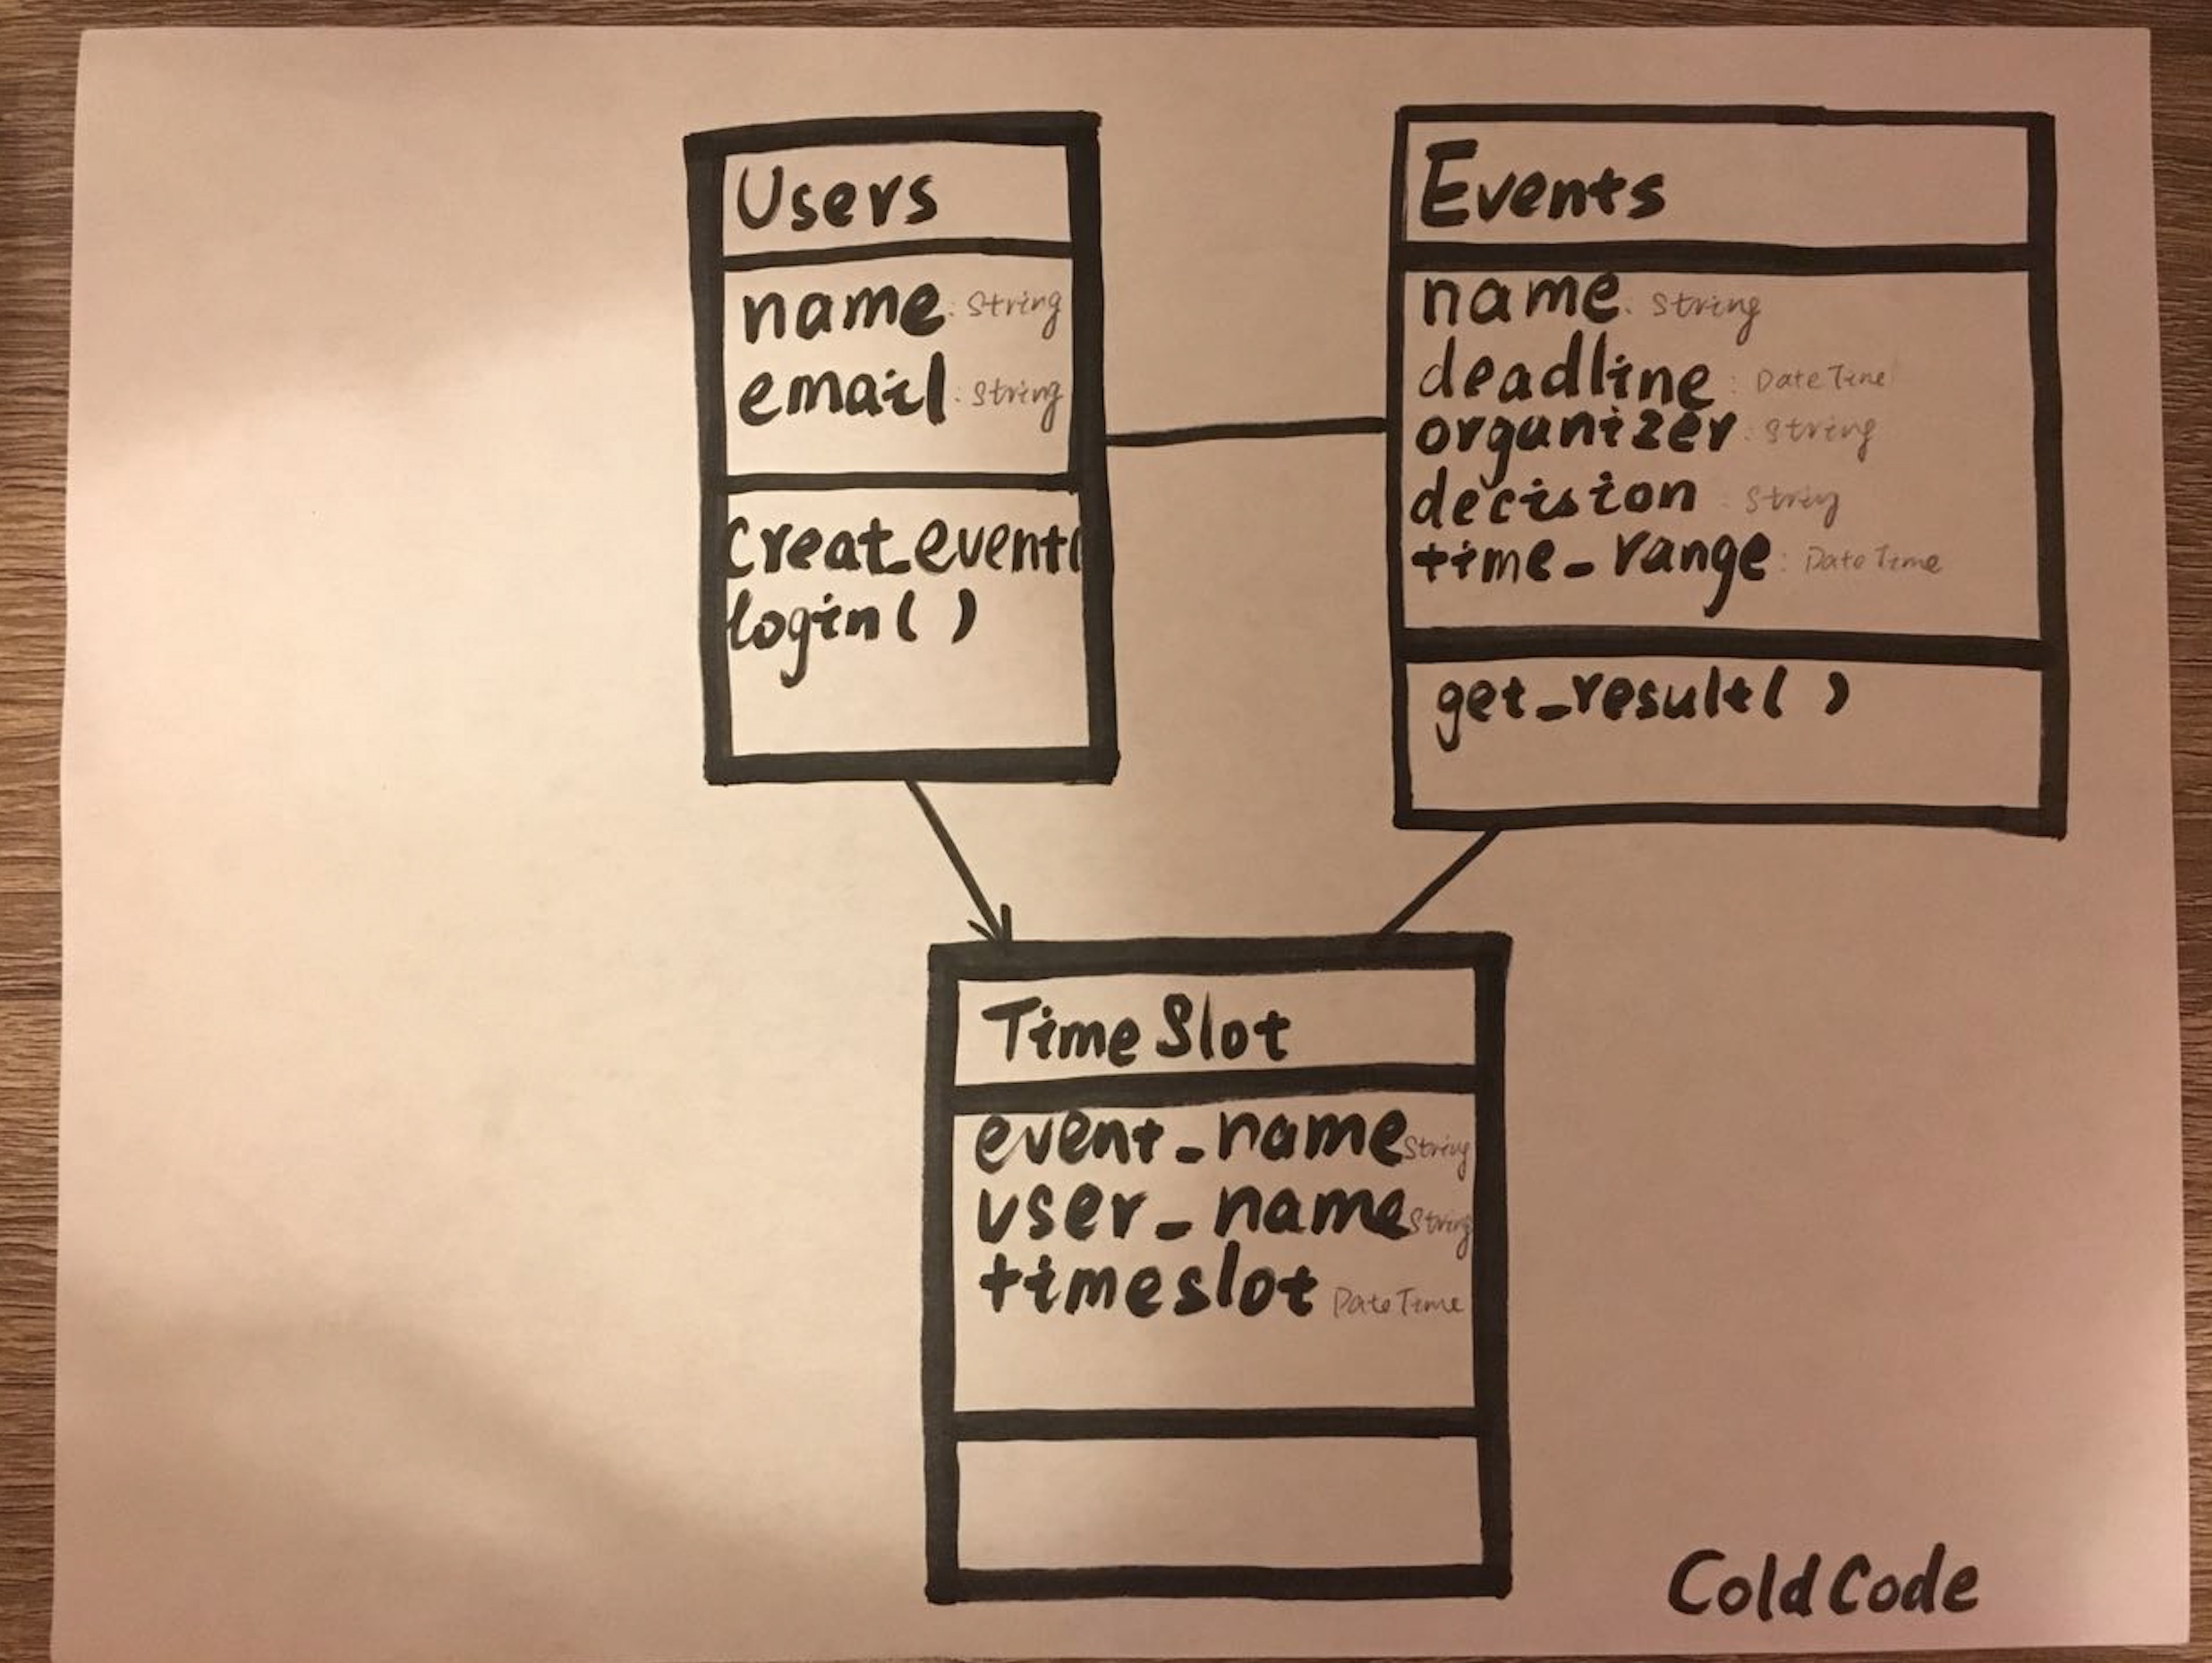 Users
name: String
email: String
creat_event(
login( )
Events
name: String
deadline: DateTime
organizer: String
decision: String
time_range: DateTime
get_result( )
TimeSlot
event_name String
user_name String
timeslot DateTime
ColdCode